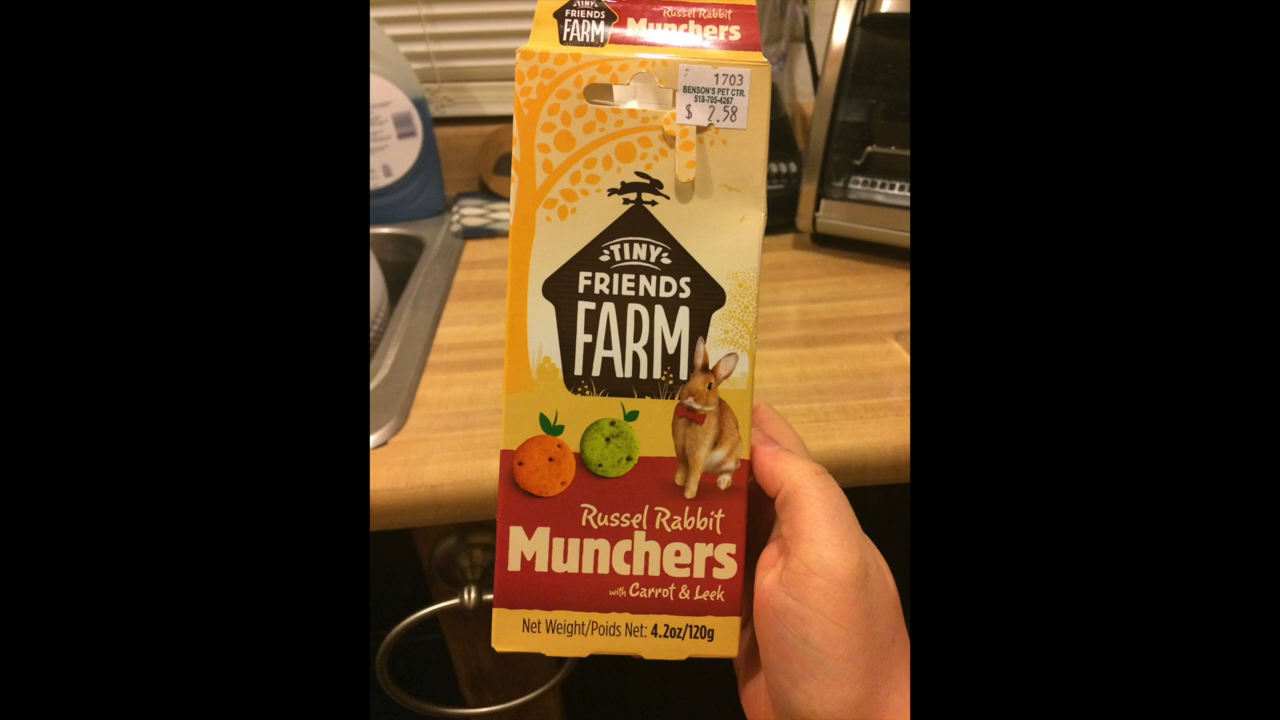 TINY
FRIENDS
FARM
Russel Rabbit
Munchers
1703
BENSON'S PET CTR.
518-705-4267
$ 2.58
TINY
FRIENDS
FARM
Russel Rabbit
Munchers
with Carrot & Leek
Net Weight/Poids Net: 4.2oz/120g